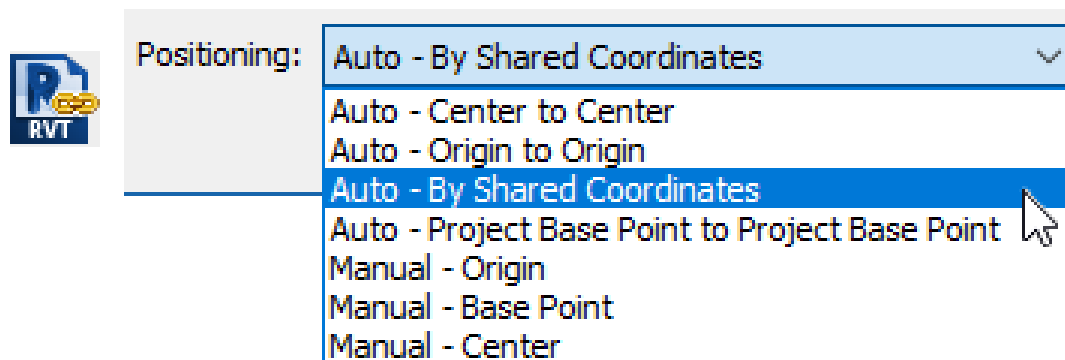 RVT
Positioning: Auto - By Shared Coordinates
Auto - Center to Center
Auto - Origin to Origin
Auto - By Shared Coordinates
Auto - Project Base Point to Project Base Point
Manual - Origin
Manual - Base Point
Manual - Center